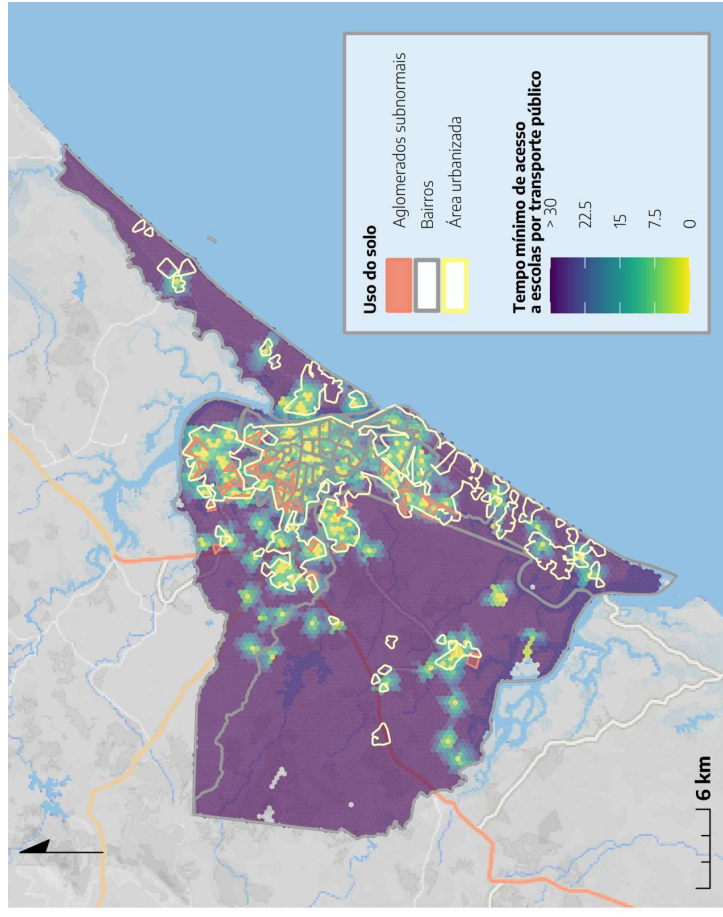 Uso do solo
Aglomerados subnormais
Bairros
Área urbanizada
Tempo mínimo de acesso
a escolas por transporte público
> 30
22.5
15
7.5
0
6 km